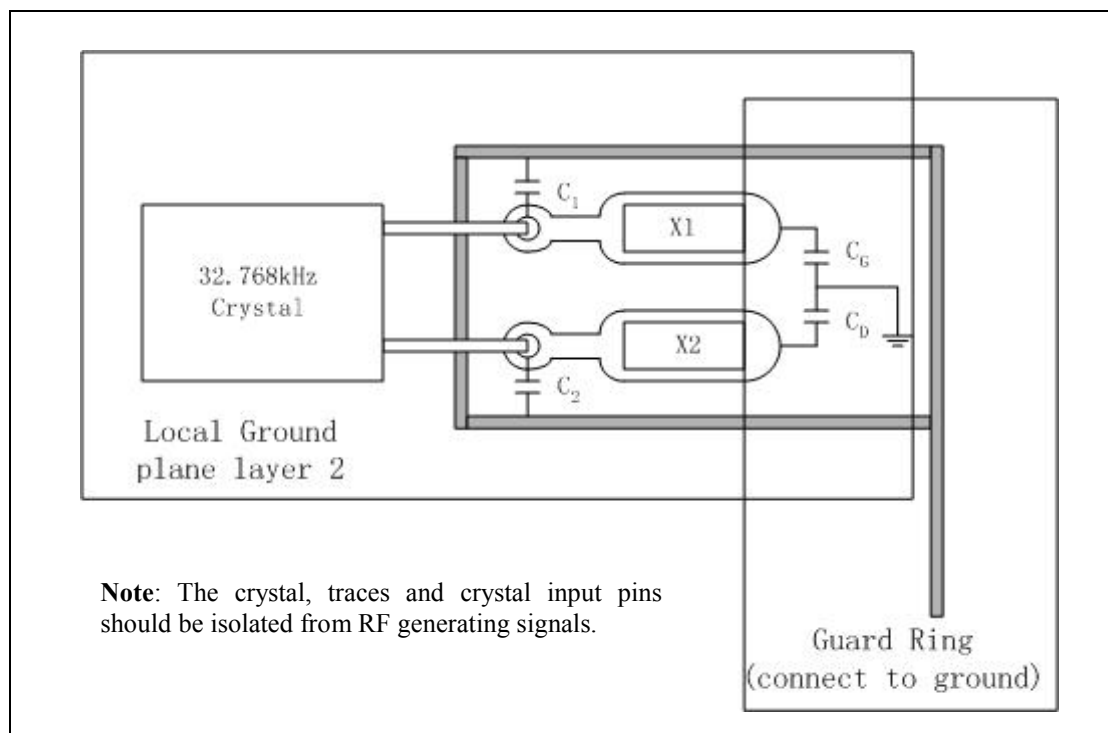 C1
X1
CG
32.768kHz
Crystal
CD
X2
C2
Local Ground
plane layer 2
Note: The crystal, traces and crystal input pins
should be isolated from RF generating signals.
Guard Ring
(connect to ground)